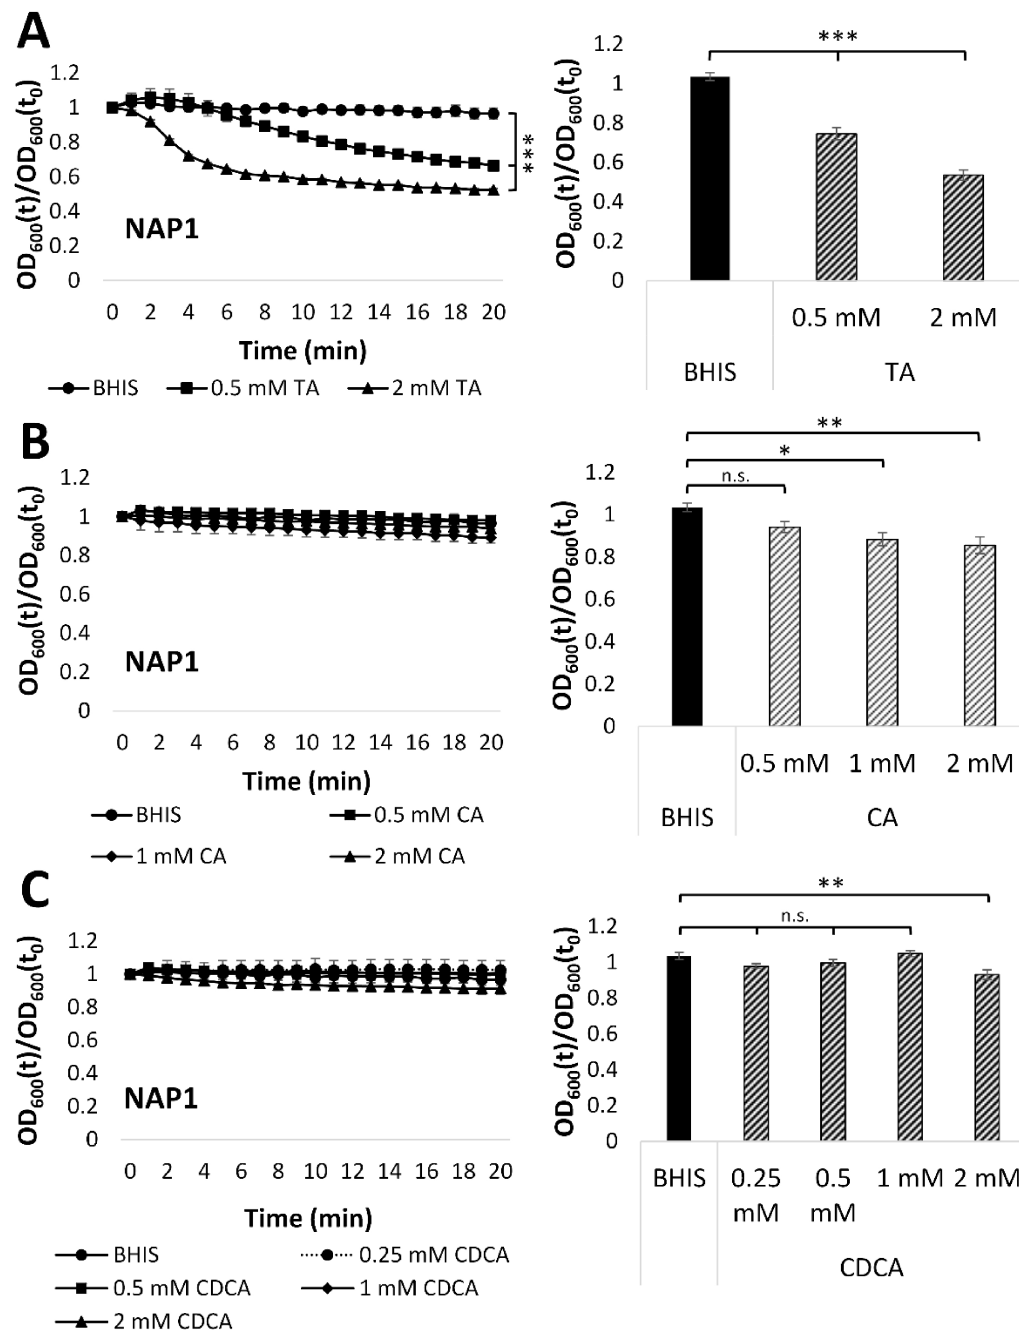 A
OD600(t)/OD600(t0)
1.2
1
0.8
0.6
0.4
0.2
0
NAP1
***
0 2 4 6 8 10 12 14 16 18 20
Time (min)
BHIS 0.5 mM TA 2 mM TA
OD600(t)/OD600(t0)
1.2
1
0.8
0.6
0.4
0.2
0
***
0.5 mM 2 mM
BHIS TA
B
OD600(t)/OD600(t0)
1.2
1
0.8
0.6
0.4
0.2
0
NAP1
0 2 4 6 8 10 12 14 16 18 20
Time (min)
BHIS 0.5 mM CA
1 mM CA 2 mM CA
OD600(t)/OD600(t0)
**
*
n.s.
1.2
1
0.8
0.6
0.4
0.2
0
0.5 mM 1 mM 2 mM
BHIS CA
C
OD600(t)/OD600(t0)
1.2
1
0.8
0.6
0.4
0.2
0
NAP1
0 2 4 6 8 10 12 14 16 18 20
Time (min)
BHIS 0.25 mM CDCA
0.5 mM CDCA 1 mM CDCA
2 mM CDCA
OD600(t)/OD600(t0)
**
n.s.
1.2
1
0.8
0.6
0.4
0.2
0
BHIS 0.25 mM 0.5 mM 1 mM 2 mM
CDCA